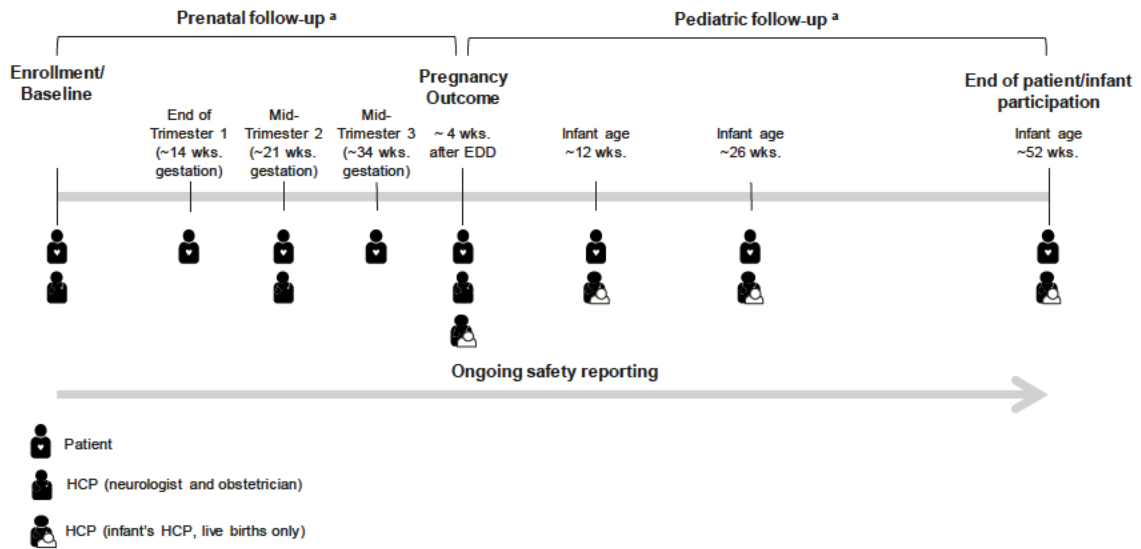 Prenatal follow-up a
Pediatric follow-up a
Enrollment/
Baseline
End of
Trimester 1
(~14 wks.
gestation)
Mid-
Trimester 2
(~21 wks.
gestation)
Mid-
Trimester 3
(~34 wks.
gestation)
Pregnancy
Outcome
~ 4 wks.
after EDD
Infant age
~12 wks.
Infant age
~26 wks.
End of patient/infant
participation
Infant age
~52 wks.
Ongoing safety reporting
Patient
HCP (neurologist and obstetrician)
HCP (infant's HCP, live births only)